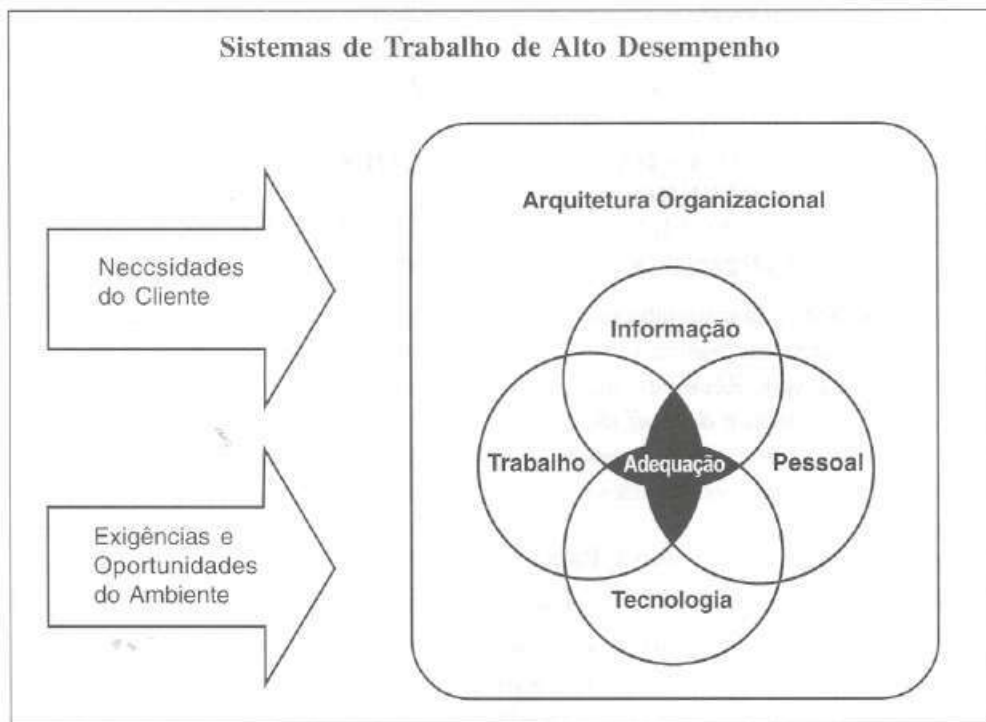 Sistemas de Trabalho de Alto Desempenho
Neccsidades
do Cliente
Exigências e
Oportunidades
do Ambiente
Arquitetura Organizacional
Informação
Trabalho
Adequação
Pessoal
Tecnologia